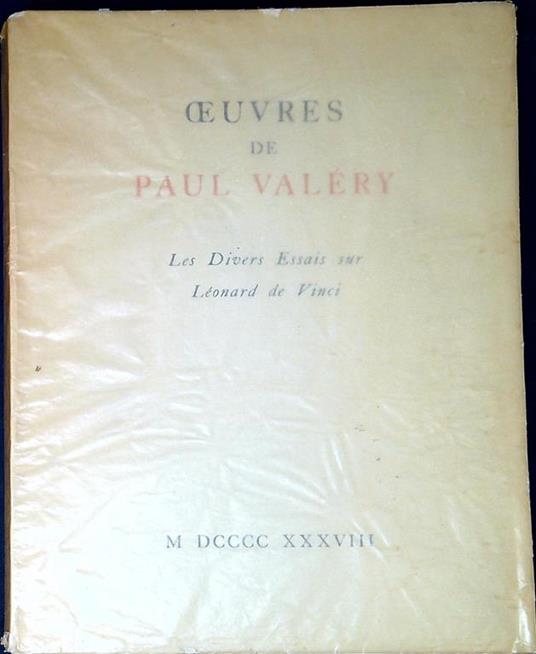 ŒUVRES
DE
PAUL VALÉRY
Les Divers Essais sur
Léonard de Vinci
M DCCCC XXXVIII